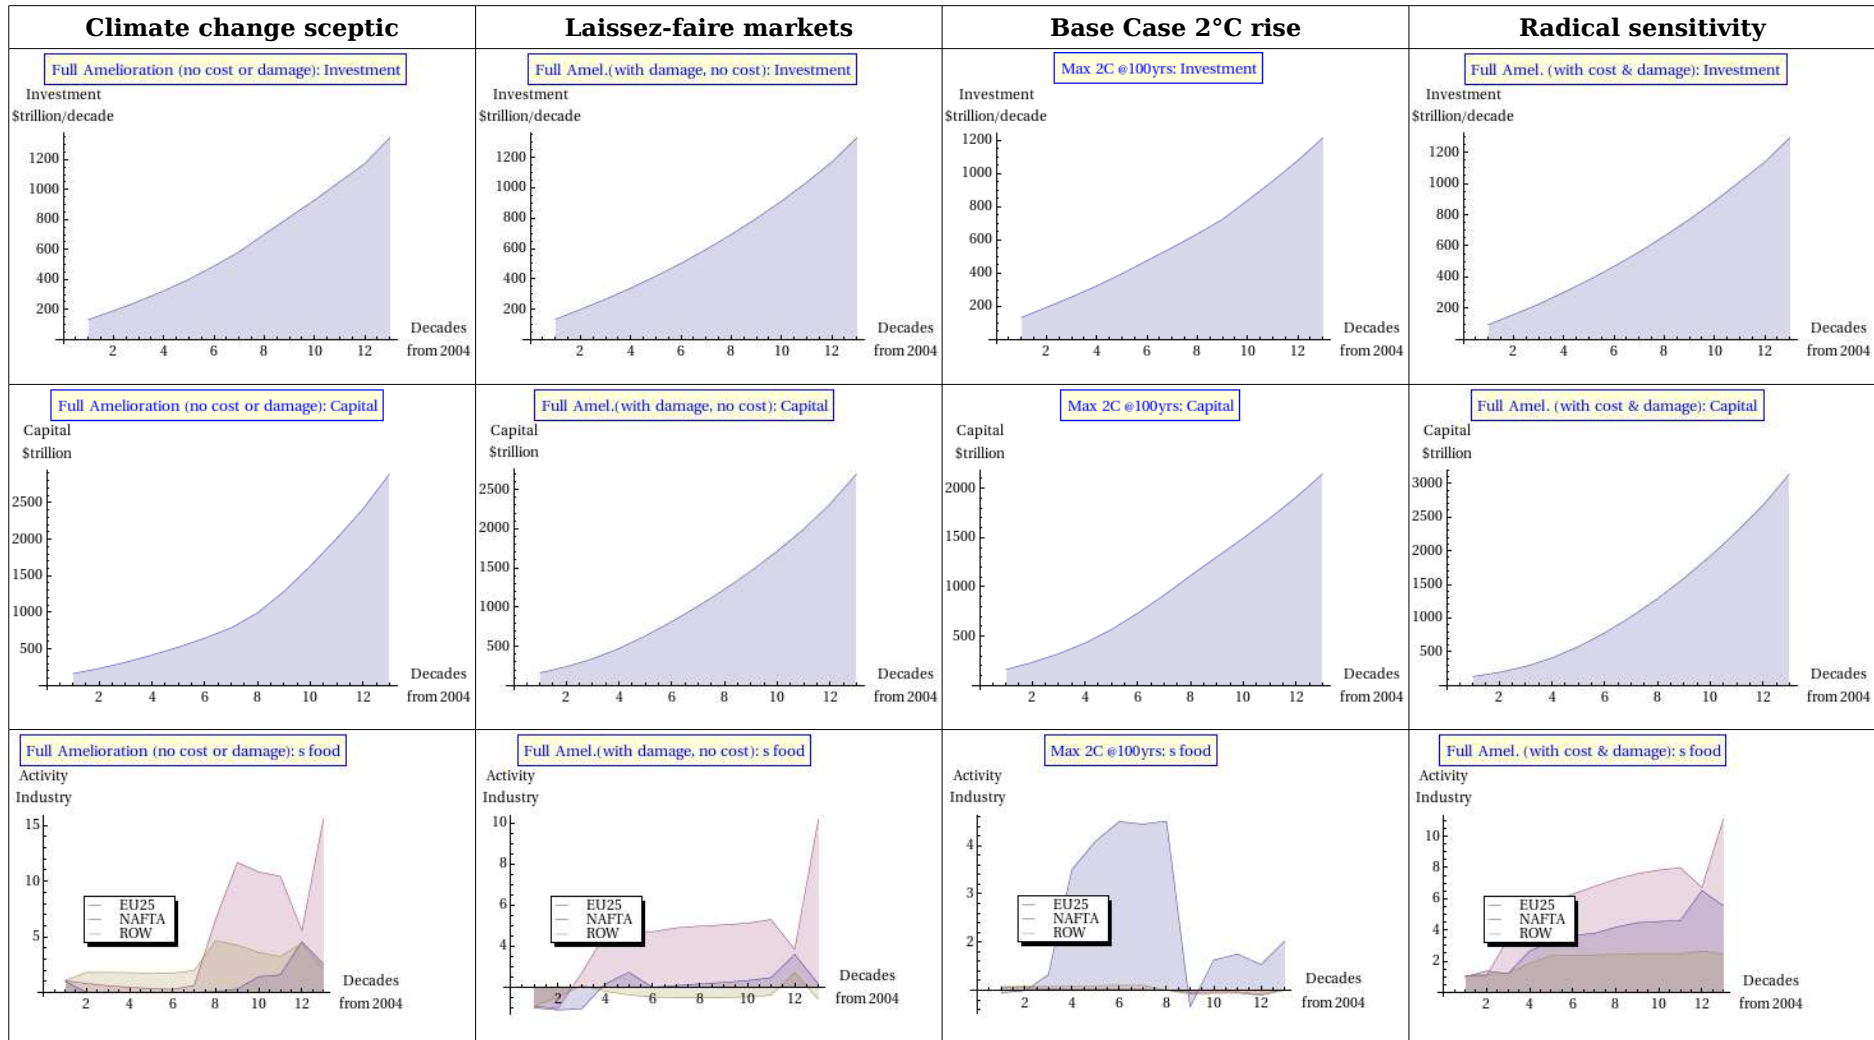 Climate change sceptic
Laissez-faire markets
Base Case 2°C rise
Radical sensitivity
Full Amelioration (no cost or damage): Investment
Investment
$trillion/decade
1200
1000
800
600
400
200
2 4 6 8 10 12
Decades
from 2004
Full Amel.(with damage, no cost): Investment
Investment
$trillion/decade
1200
1000
800
600
400
200
2 4 6 8 10 12
Decades
from 2004
Max 2C @100yrs: Investment
Investment
$trillion/decade
1200
1000
800
600
400
200
2 4 6 8 10 12
Decades
from 2004
Full Amel. (with cost & damage): Investment
Investment
$trillion/decade
1200
1000
800
600
400
200
2 4 6 8 10 12
Decades
from 2004
Full Amelioration (no cost or damage): Capital
Capital
$trillion
2500
2000
1500
1000
500
2 4 6 8 10 12
Decades
from 2004
Full Amel.(with damage, no cost): Capital
Capital
$trillion
2500
2000
1500
1000
500
2 4 6 8 10 12
Decades
from 2004
Max 2C @100yrs: Capital
Capital
$trillion
2000
1500
1000
500
2 4 6 8 10 12
Decades
from 2004
Full Amel. (with cost & damage): Capital
Capital
$trillion
3000
2500
2000
1500
1000
500
2 4 6 8 10 12
Decades
from 2004
Full Amelioration (no cost or damage): s food
Activity
Industry
15
10
5
EU25
NAFTA
ROW
2 4 6 8 10 12
Decades
from 2004
Full Amel.(with damage, no cost): s food
Activity
Industry
10
8
6
4
EU25
NAFTA
ROW
2 4 6 8 10 12
Decades
from 2004
Max 2C @100yrs: s food
Activity
Industry
4
3
2
EU25
NAFTA
ROW
2 4 6 8 10 12
Decades
from 2004
Full Amel. (with cost & damage): s food
Activity
Industry
10
8
6
4
2
EU25
NAFTA
ROW
2 4 6 8 10 12
Decades
from 2004